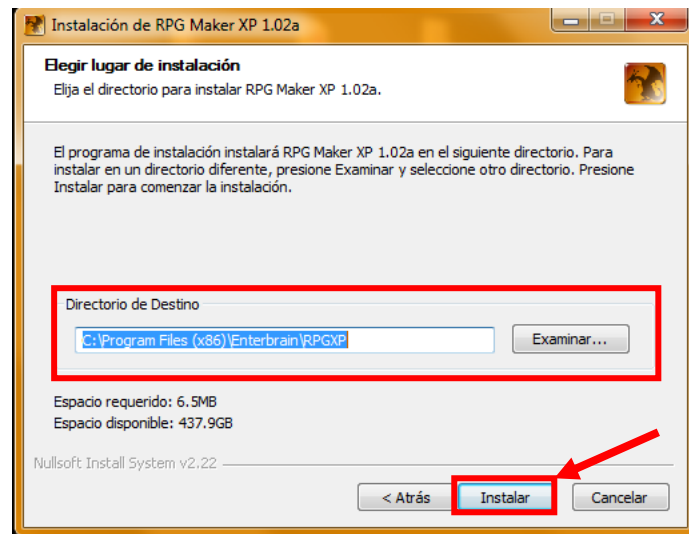 Instalación de RPG Maker XP 1.02a
Elegir lugar de instalación
Elija el directorio para instalar RPG Maker XP 1.02a.
El programa de instalación instalará RPG Maker XP 1.02a en el siguiente directorio. Para
instalar en un directorio diferente, presione Examinar y seleccione otro directorio. Presione
Instalar para comenzar la instalación.
Directorio de Destino
C:\Program Files (x86)\Enterbrain\RPGXP
Examinar...
Espacio requerido: 6.5MB
Espacio disponible: 437.9GB
Nullsoft Install System v2.22
< Atrás
Instalar
Cancelar